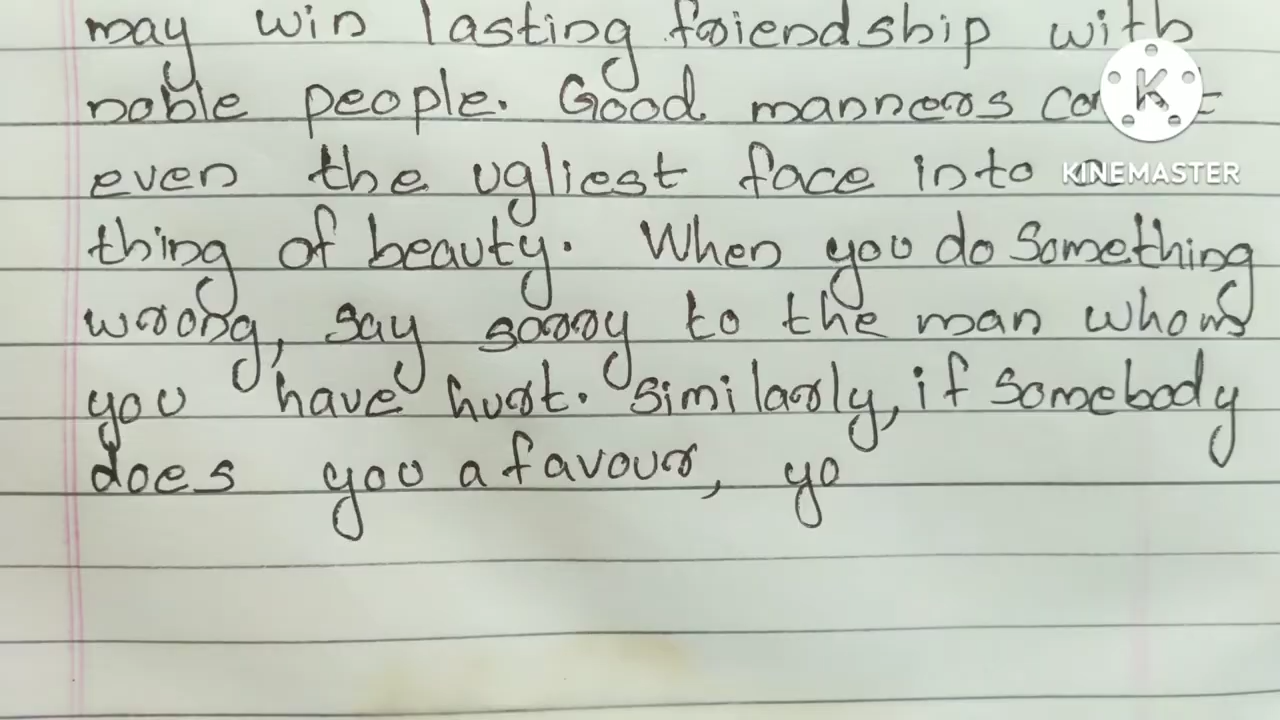 may win lasting friendship with
noble people. Good manners
even the ugliest face into a
thing of beauty. When you do something
wrong, say sorry to the man whom
you have hurt. Similarly, if somebody
does you a favour, yo
K
KINEMASTER